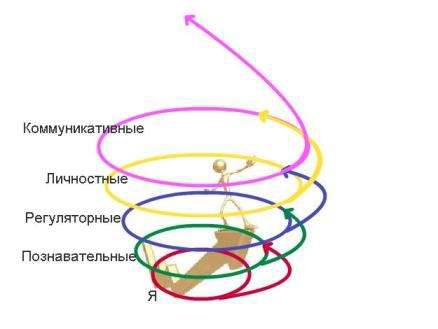 Коммуникативные
Личностные
Регуляторные
Познавательные
Я